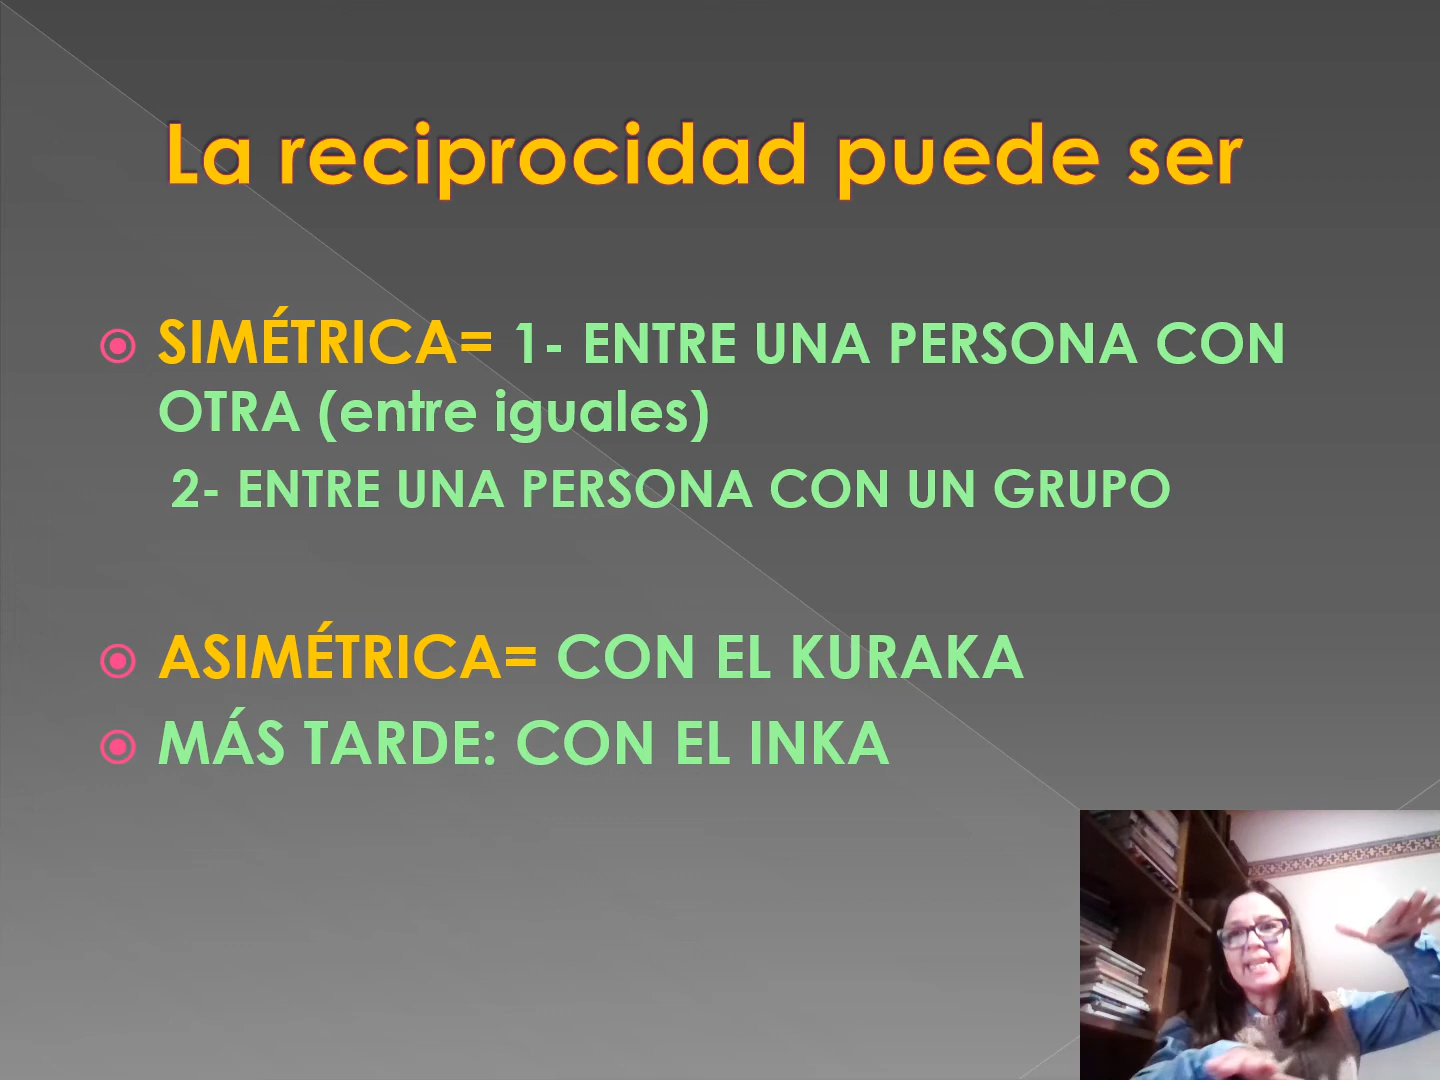 La reciprocidad puede ser
SIMÉTRICA= 1- ENTRE UNA PERSONA CON
OTRA (entre iguales)
2- ENTRE UNA PERSONA CON UN GRUPO
ASIMÉTRICA= CON EL KURAKA
MÁS TARDE: CON EL INKA